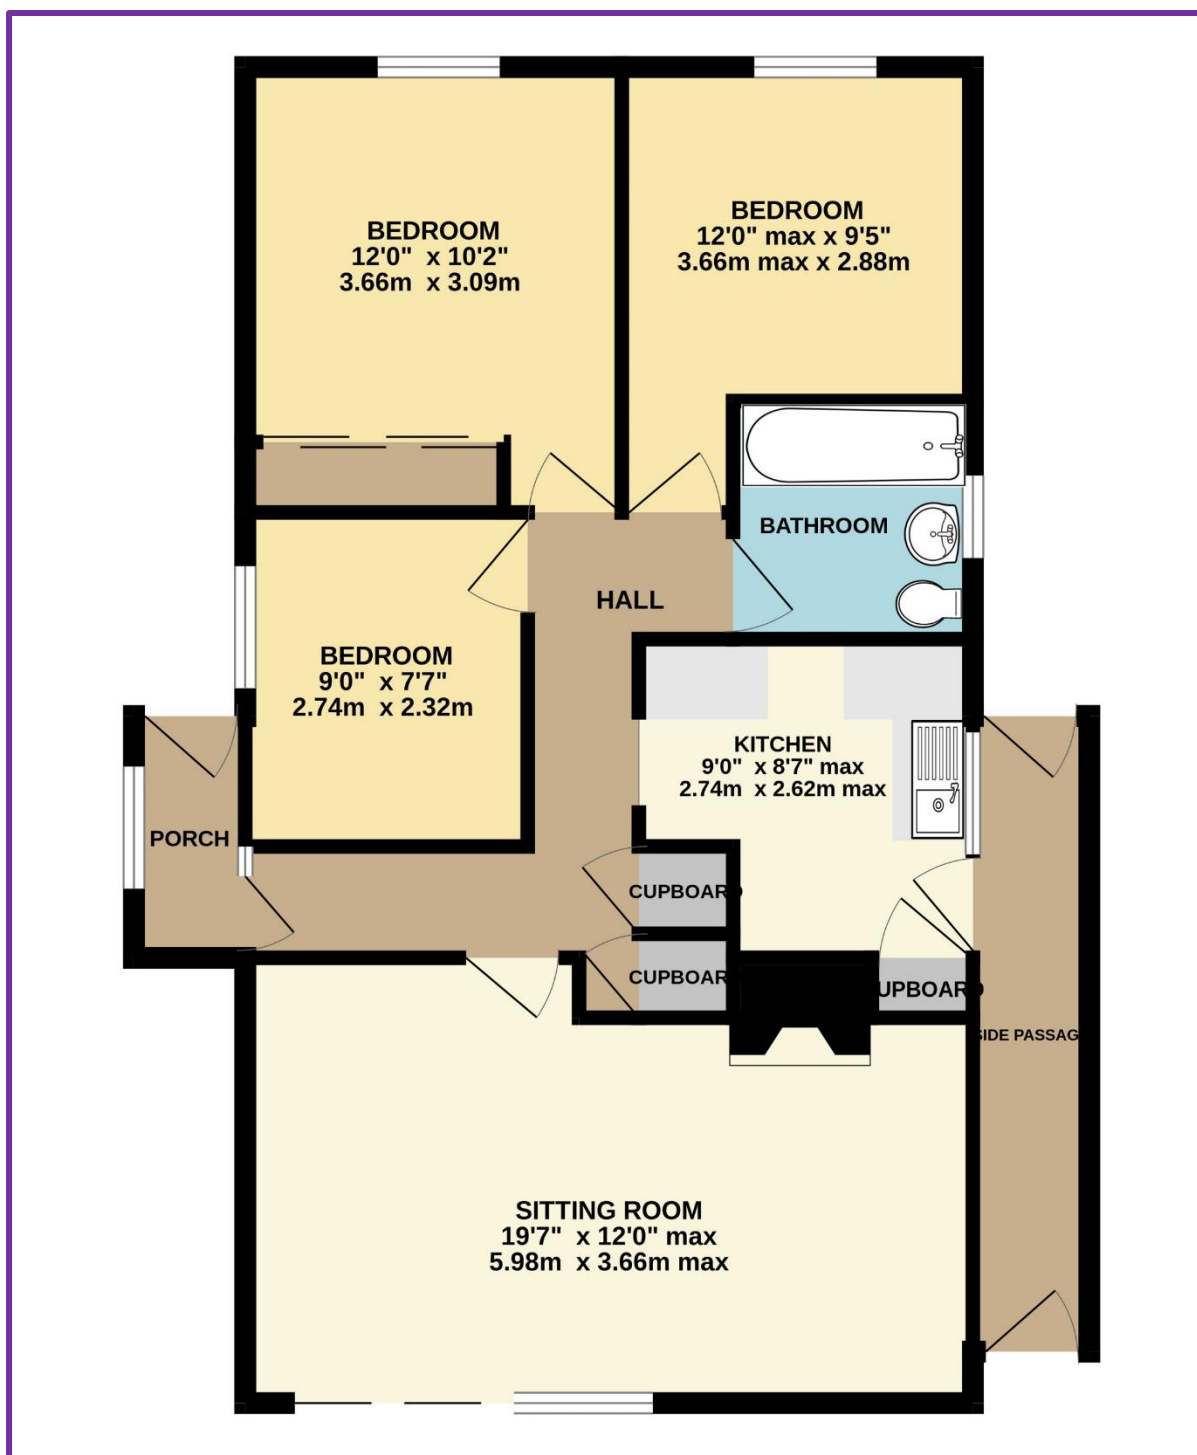 BEDROOM
12'0" x 10'2"
3.66m x 3.09m
BEDROOM
12'0" max x 9'5"
3.66m max x 2.88m
BATHROOM
HALL
BEDROOM
9'0" x 7'7"
2.74m x 2.32m
KITCHEN
9'0" x 8'7" max
2.74m x 2.62m max
PORCH
CUPBOARD
CUPBOARD
UPBOARD
SIDE PASSAG
SITTING ROOM
19'7" x 12'0" max
5.98m x 3.66m max